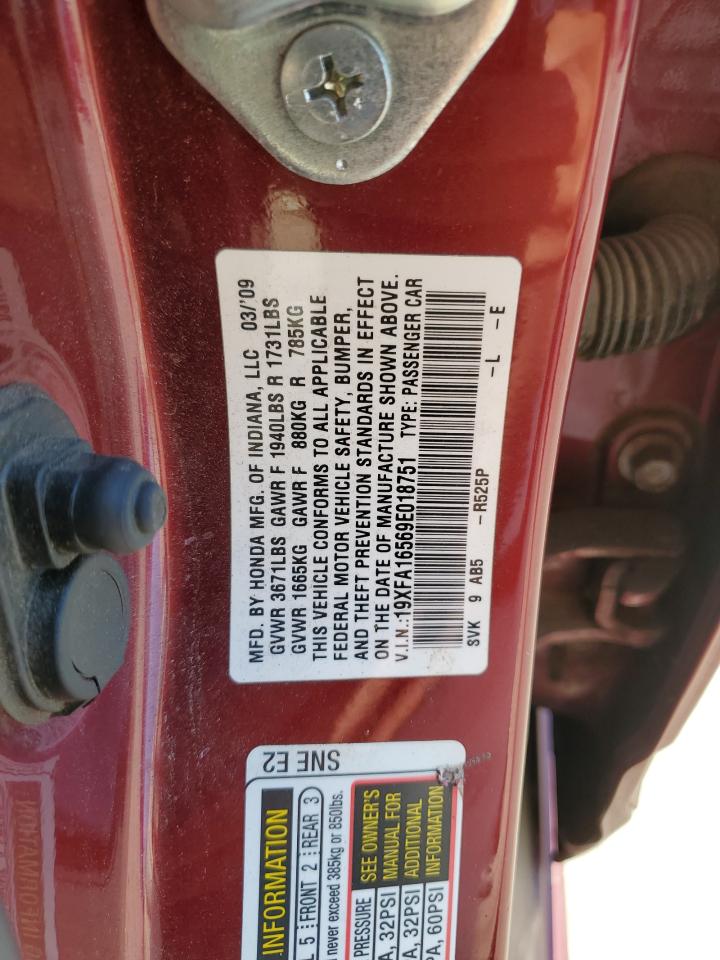 MFD. BY HONDA MFG. OF INDIANA, LLC 03/'09
GVWR 3671LBS GAWR F 1940LBS R 1731LBS
GVWR 1665KG GAWR F 880KG R 785KG
THIS VEHICLE CONFORMS TO ALL APPLICABLE
FEDERAL MOTOR VEHICLE SAFETY, BUMPER,
AND THEFT PREVENTION STANDARDS IN EFFECT
ON THE DATE OF MANUFACTURE SHOWN ABOVE.
V.I.N.:19XFA16569E018751 TYPE: PASSENGER CAR
SVK 9 AB5 -R525P -L -E
SNE E2
INFORMATION
5 FRONT 2 REAR 3
never exceed 385kg or 850lbs.
PRESSURE
SEE OWNER'S
MANUAL FOR
ADDITIONAL
INFORMATION
, 32PSI
, 32PSI
, 60PSI